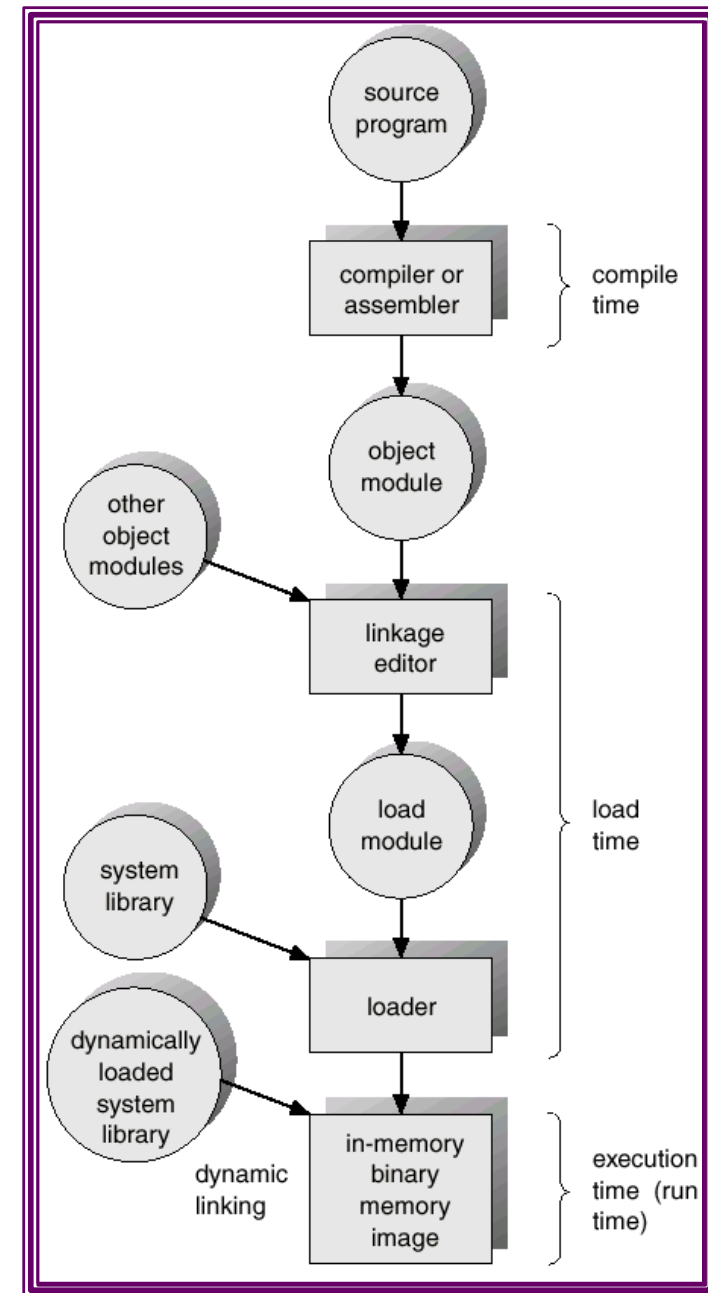 source
program
compiler or
assembler
compile
time
object
module
other
object
modules
linkage
editor
load
module
load
time
system
library
loader
dynamically
loaded
system
library
dynamic
linking
in-memory
binary
memory
image
execution
time (run
time)